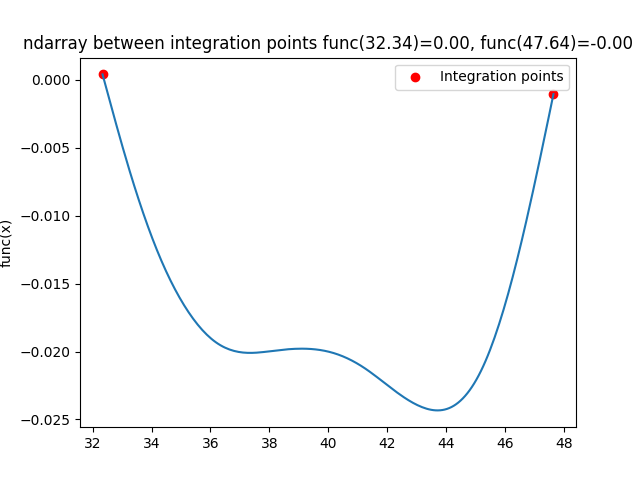 ndarray between integration points func(32.34)=0.00, func(47.64)=-0.00
Integration points
0.000
−0.005
−0.010
−0.015
−0.020
−0.025
func(x)
32 34 36 38 40 42 44 46 48